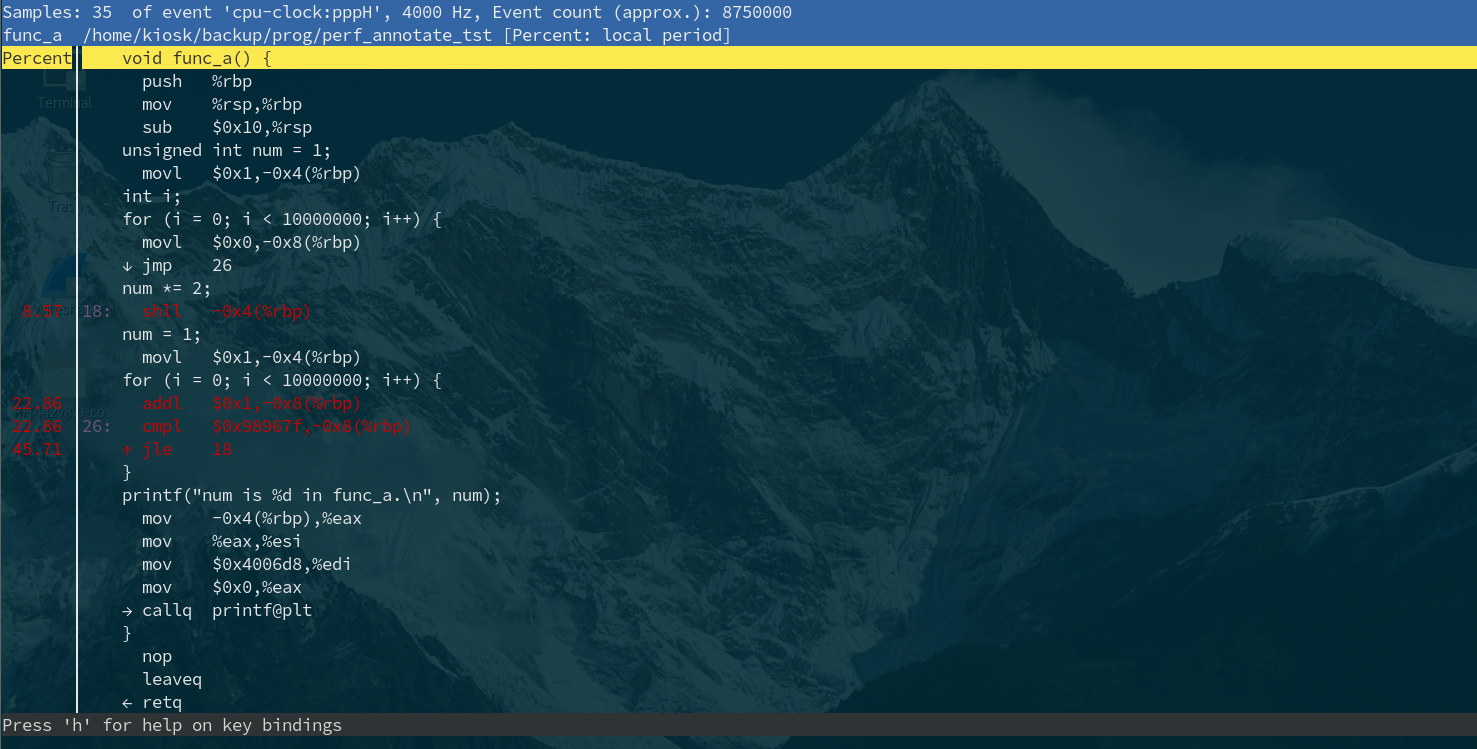 Samples: 35  of event 'cpu-clock:pppH', 4000 Hz, Event count (approx.): 8750000
func_a  /home/kiosk/backup/prog/perf_annotate_tst [Percent: local period]
Percent     void func_a() {
              push   %rbp
              mov    %rsp,%rbp
Terminal
              sub    $0x10,%rsp
            unsigned int num = 1;
              movl   $0x1,-0x4(%rbp)
            int i;
Trash
            for (i = 0; i < 10000000; i++) {
              movl   $0x0,-0x8(%rbp)
            ↓ jmp    26
            num *= 2;
  8.57  18:   shll   -0x4(%rbp)
            num = 1;
              movl   $0x1,-0x4(%rbp)
            for (i = 0; i < 10000000; i++) {
 22.86        addl   $0x1,-0x8(%rbp)
 22.86  26:   cmpl   $0x98967f,-0x8(%rbp)
 45.71      ↑ jle    18
            }
            printf("num is %d in func_a.\n", num);
              mov    -0x4(%rbp),%eax
              mov    %eax,%esi
              mov    $0x4006d8,%edi
              mov    $0x0,%eax
            → callq  printf@plt
            }
              nop
              leaveq
            ← retq
Press 'h' for help on key bindings